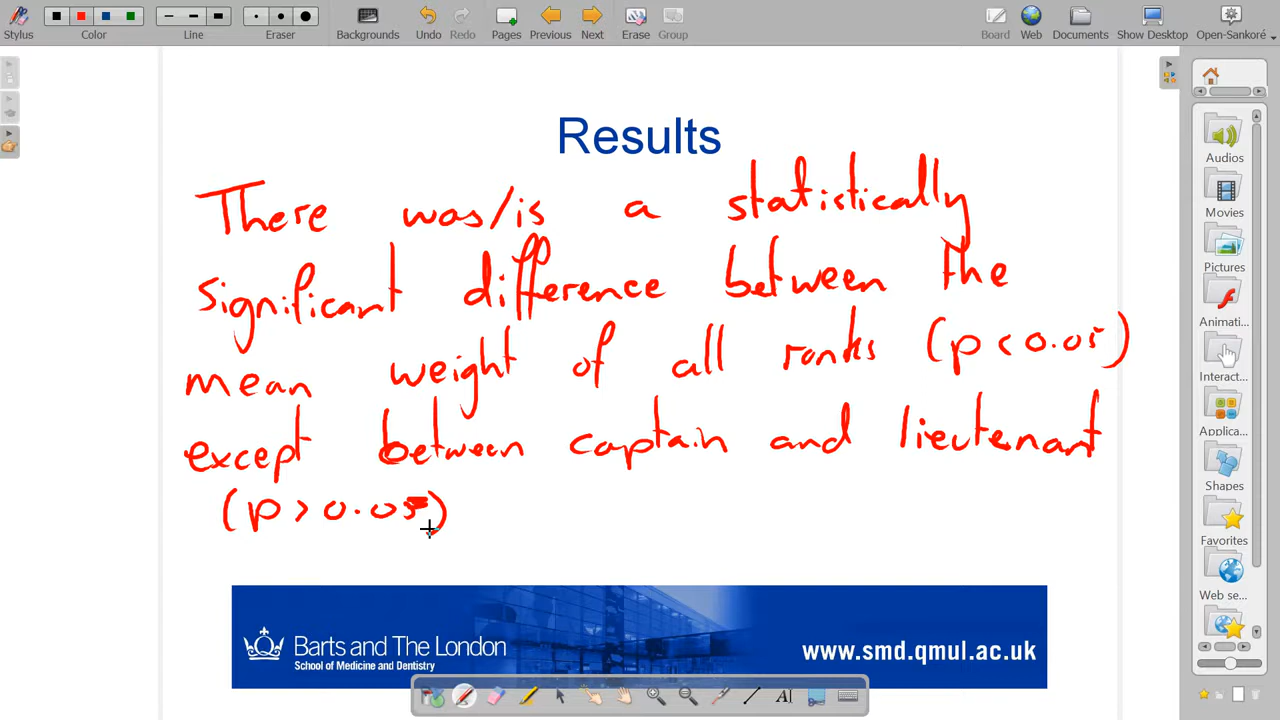 Stylus Color Line Eraser Backgrounds Undo Redo Pages Previous Next Erase Group Board Web Documents Show Desktop Open-Sankoré
Results
There was/is a statistically
significant difference between the
mean weight of all ranks (p < 0.05)
except between captain and lieutenant
(p > 0.05)
Audios
Movies
Pictures
Animati...
Interact...
Applica...
Shapes
Favorites
Web se...
Barts and The London
School of Medicine and Dentistry
www.smd.qmul.ac.uk
AI